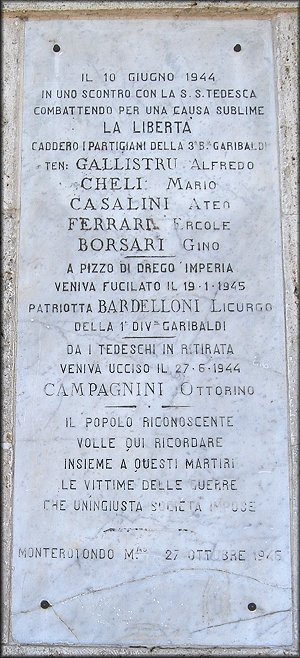 IL 10 GIUGNO 1944
IN UNO SCONTRO CON LA S.S. TEDESCA
COMBATTENDO PER UNA CAUSA SUBLIME
LA LIBERTÀ
CADDERO I PARTIGIANI DELLA 3ª Bª GARIBALDI
TEN: GALLISTRU ALFREDO
CHELI MARIO
CASALINI ATEO
FERRARI ERCOLE
BORSARI GINO
A PIZZO DI DREGO IMPERIA
VENIVA FUCILATO IL 19-1-1945
PATRIOTTA BARDELLONI LICURGO
DELLA 1ª DIVª GARIBALDI
DA I TEDESCHI IN RITIRATA
VENIVA UCCISO IL 27-6-1944
CAMPAGNINI OTTORINO
IL POPOLO RICONOSCENTE
VOLLE QUI RICORDARE
INSIEME A QUESTI MARTIRI
LE VITTIME DELLE GUERRE
CHE UN'INGIUSTA SOCIETÀ IMPOSE
MONTEROTONDO Mᵐᵒ 27 OTTOBRE 1945